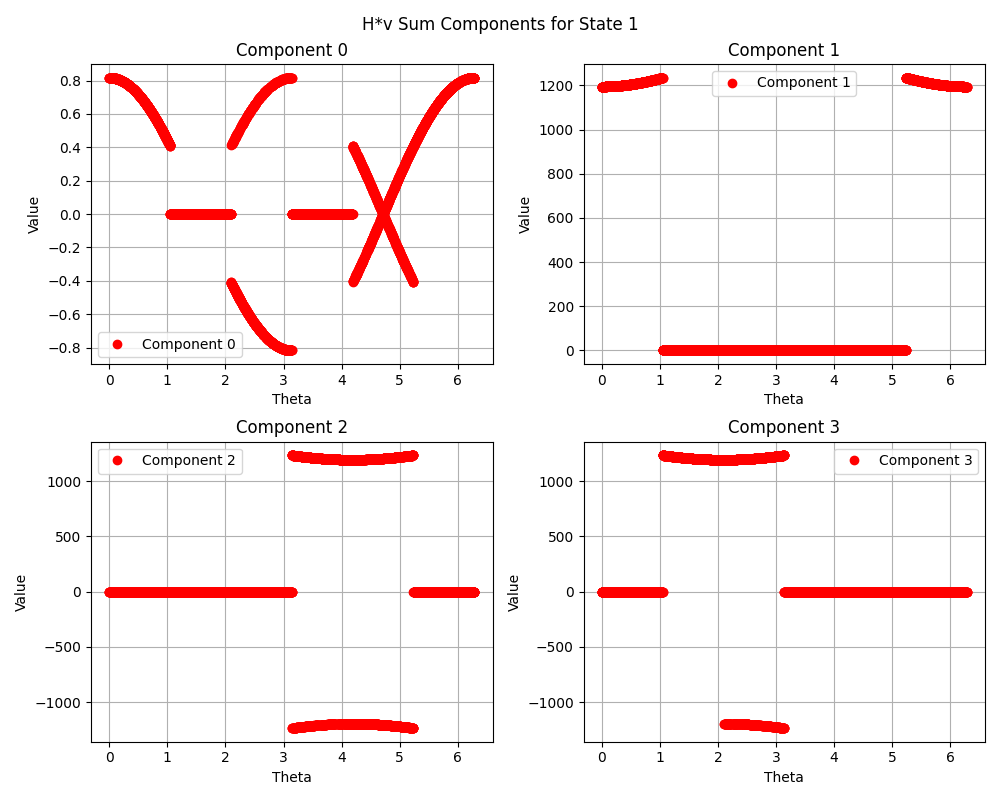 H*v Sum Components for State 1
Component 0
0.8
0.6
0.4
0.2
0.0
−0.2
−0.4
−0.6
−0.8
Value
Component 0
0 1 2 3 4 5 6
Theta
Component 1
1200
1000
800
600
400
200
0
Value
Component 1
0 1 2 3 4 5 6
Theta
Component 2
1000
500
0
−500
−1000
Value
Component 2
0 1 2 3 4 5 6
Theta
Component 3
1000
500
0
−500
−1000
Value
Component 3
0 1 2 3 4 5 6
Theta